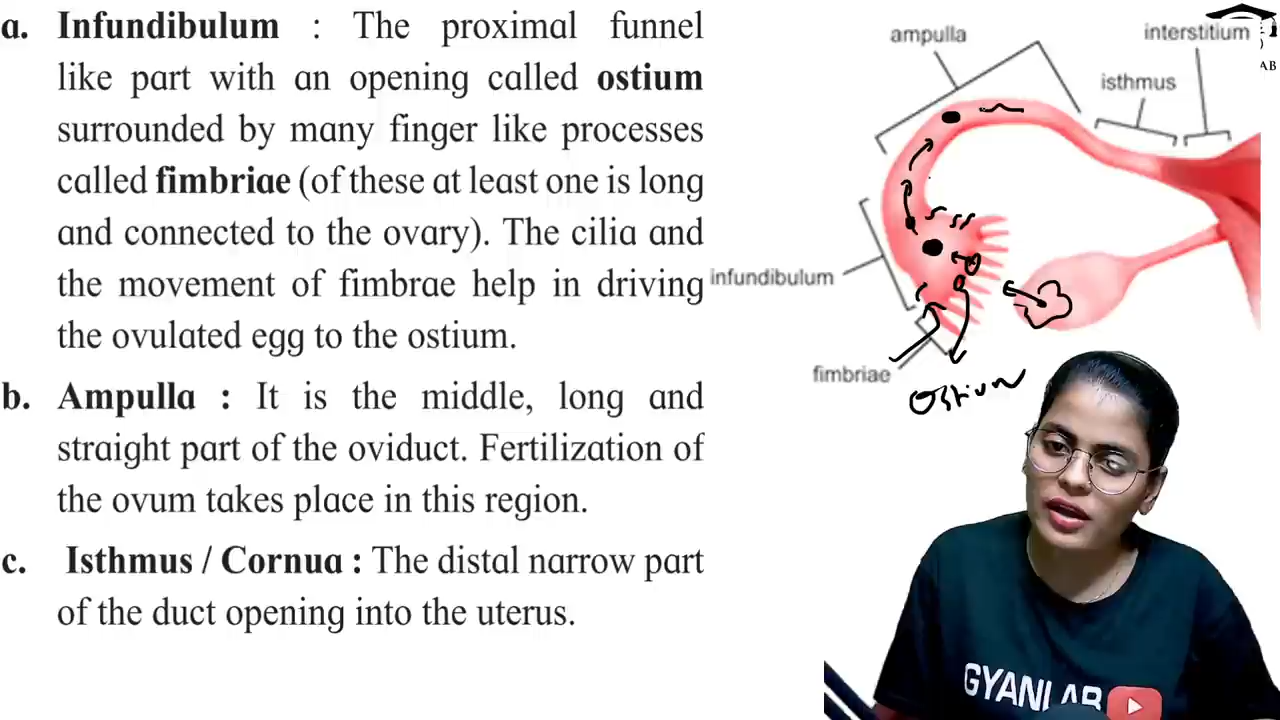 a. Infundibulum : The proximal funnel
like part with an opening called ostium
surrounded by many finger like processes
called fimbriae (of these at least one is long
and connected to the ovary). The cilia and
the movement of fimbrae help in driving
the ovulated egg to the ostium.
b. Ampulla : It is the middle, long and
straight part of the oviduct. Fertilization of
the ovum takes place in this region.
c. Isthmus / Cornua : The distal narrow part
of the duct opening into the uterus.
ampulla
interstitium
isthmus
AB
infundibulum
fimbriae
Ostium
GYANLAB